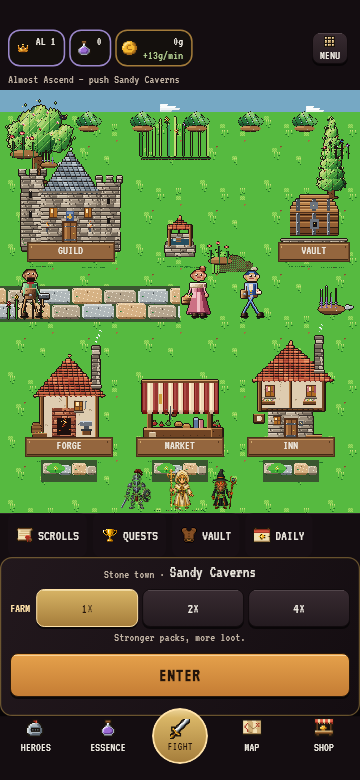 AL 1
0
0g
+13g/min
MENU
Almost Ascend - push Sandy Caverns
GUILD
VAULT
FORGE
MARKET
INN
SCROLLS
QUESTS
VAULT
DAILY
Stone town · Sandy Caverns
FARM
1X
2X
4X
Stronger packs, more loot.
ENTER
HEROES
ESSENCE
FIGHT
MAP
SHOP